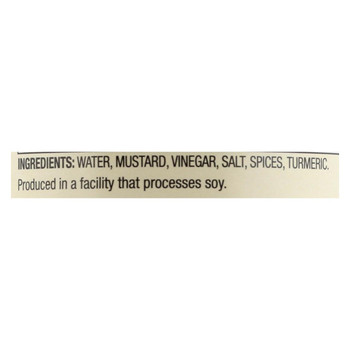 INGREDIENTS: WATER, MUSTARD, VINEGAR, SALT, SPICES, TURMERIC.
Produced in a facility that processes soy.